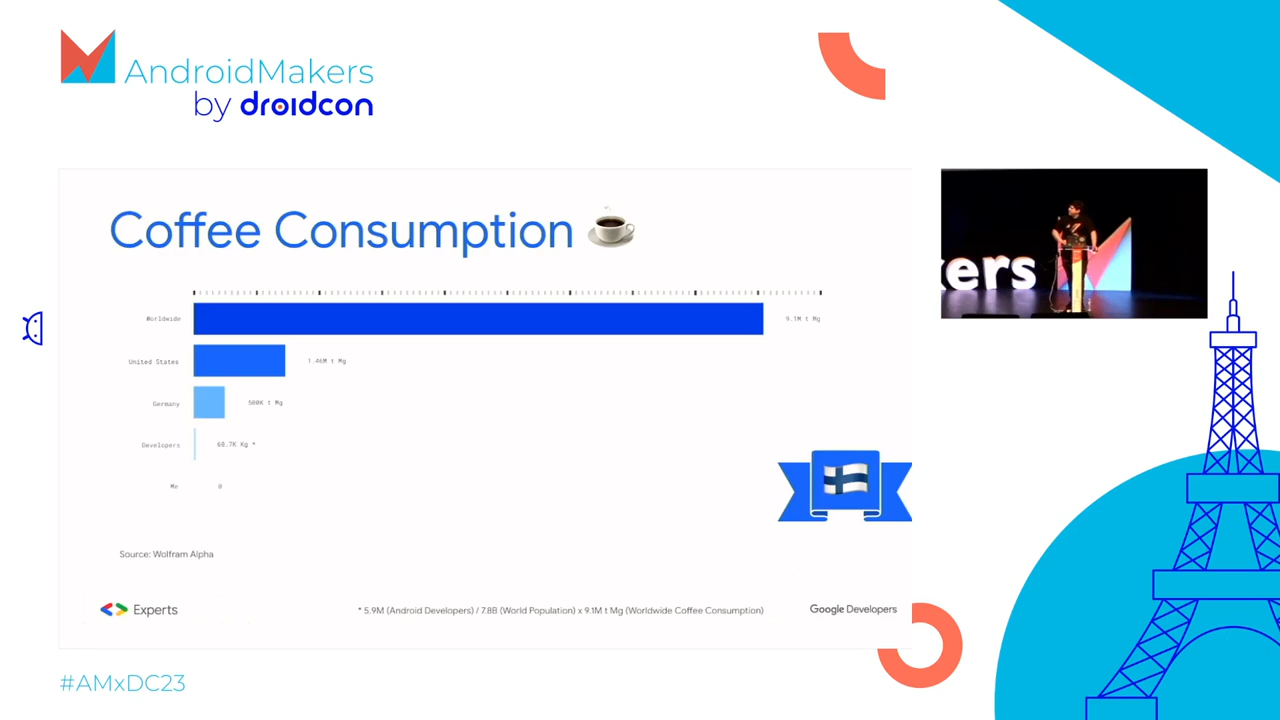 AndroidMakers
by droidcon
Coffee Consumption
Worldwide
9.1M t Mg
United States
1.46M t Mg
Germany
500K t Mg
Developers
68.7K Kg *
Me
0
Source: Wolfram Alpha
Experts
* 5.9M (Android Developers) / 7.8B (World Population) x 9.1M t Mg (Worldwide Coffee Consumption)
Google Developers
#AMxDC23
ers